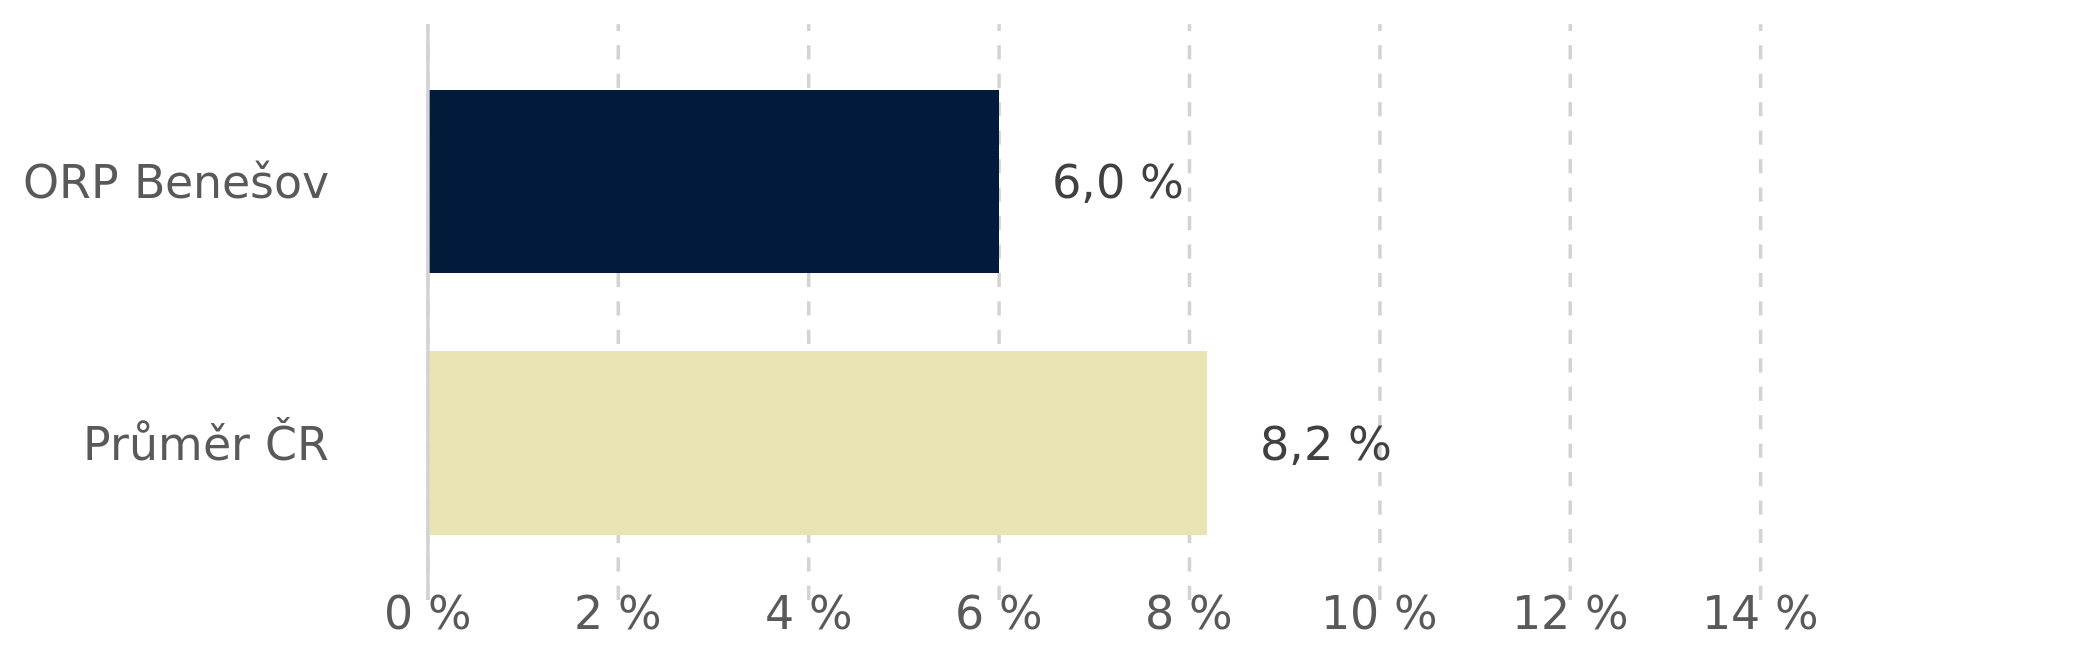 ORP Benešov
6,0 %
Průměr ČR
8,2 %
0 % 2 % 4 % 6 % 8 % 10 % 12 % 14 %